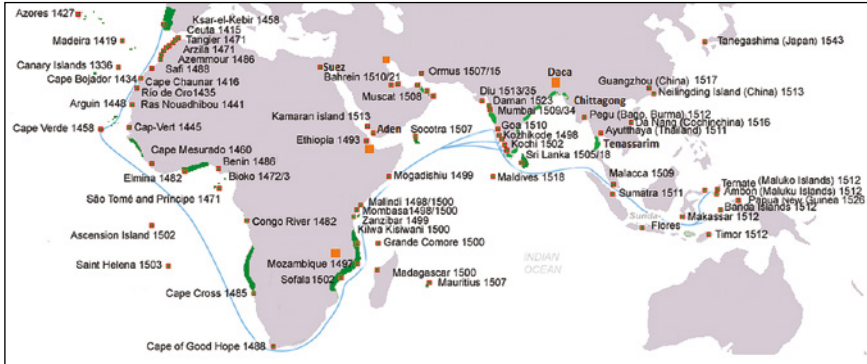 Azores 1427
Madeira 1419
Canary Islands 1336
Cape Bojador 1434
Ksar-el-Kebir 1458
Ceuta 1415
Tangier 1471
Arzila 1471
Azemmour 1486
Safi 1488
Cape Chaunar 1416
Río de Oro1435
Ras Nouadhibou 1441
Arguin 1448
Cape Verde 1458
Cap-Vert 1445
Cape Mesurado 1460
Elmina 1482
Benin 1486
Bioko 1472/3
São Tomé and Príncipe 1471
Ascension Island 1502
Saint Helena 1503
Congo River 1482
Cape Cross 1485
Cape of Good Hope 1488
Suez
Bahrein 1510/21
Ormus 1507/15
Muscat 1508
Kamaran island 1513
Aden
Ethiopia 1493
Socotra 1507
Mogadishiu 1499
Malindi 1498/1500
Mombasa1498/1500
Zanzibar 1499
Kilwa Kisiwani 1500
Grande Comore 1500
Mozambique 1497
Sofala 1502
Madagascar 1500
Mauritius 1507
Diu 1513/35
Daman 1523
Mumbai 1509/34
Goa 1510
Kozhikode 1498
Kochi 1502
Sri Lanka 1505/18
Maldives 1518
Daca
Chittagong
Pegu (Bago, Burma) 1512
Tanegashima (Japan) 1543
Guangzhou (China) 1517
Neilingding Island (China) 1513
Da Nang (Cochinchina) 1516
Ayutthaya (Thailand) 1511
Tenassarim
Malacca 1509
Sumatra 1511
Ternate (Maluko Islands) 1512
Ambon (Maluku Islands) 1512
Papua New Guinea 1526
Banda Islands 1512
Makassar 1512
Sunda
Flores
Timor 1512
INDIAN
OCEAN